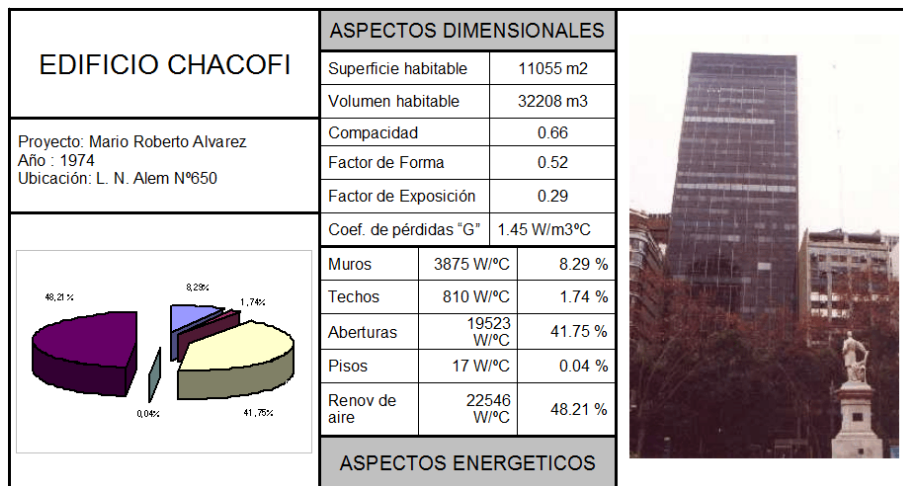 EDIFICIO CHACOFI
Proyecto: Mario Roberto Alvarez
Año : 1974
Ubicación: L. N. Alem Nº650
48,21%
8,29%
1,74%
0,04%
41,75%
ASPECTOS DIMENSIONALES
Superficie habitable 11055 m2
Volumen habitable 32208 m3
Compacidad 0.66
Factor de Forma 0.52
Factor de Exposición 0.29
Coef. de pérdidas “G” 1.45 W/m3ºC
Muros 3875 W/ºC 8.29 %
Techos 810 W/ºC 1.74 %
Aberturas 19523 W/ºC 41.75 %
Pisos 17 W/ºC 0.04 %
Renov de aire 22546 W/ºC 48.21 %
ASPECTOS ENERGETICOS